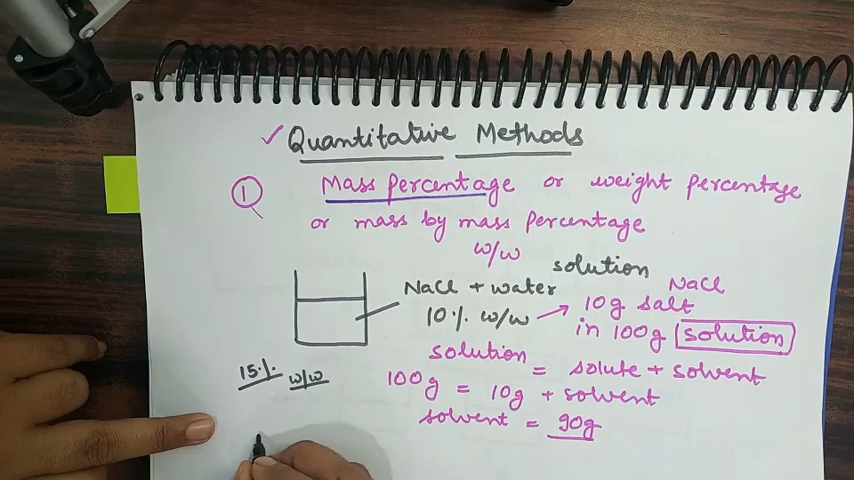 ✓ Quantitative Methods
① Mass percentage or weight percentage
or mass by mass percentage
w/w
NaCl + water solution
10% w/w → 10g salt NaCl
in 100g solution
solution = solute + solvent
100g = 10g + solvent
solvent = 90g
15% w/w